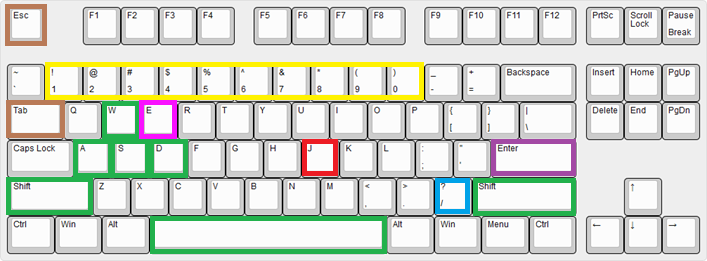 Esc F1 F2 F3 F4 F5 F6 F7 F8 F9 F10 F11 F12 PrtSc Scroll Lock Pause Break
~ ! @ # $ % ^ & * ( ) _ + Backspace Insert Home PgUp
` 1 2 3 4 5 6 7 8 9 0 - =
Tab Q W E R T Y U I O P { } | Delete End PgDn
[ ] \
Caps Lock A S D F G H J K L : " Enter
; '
Shift Z X C V B N M < > ? Shift ↑
, . /
Ctrl Win Alt Alt Win Menu Ctrl ← ↓ →